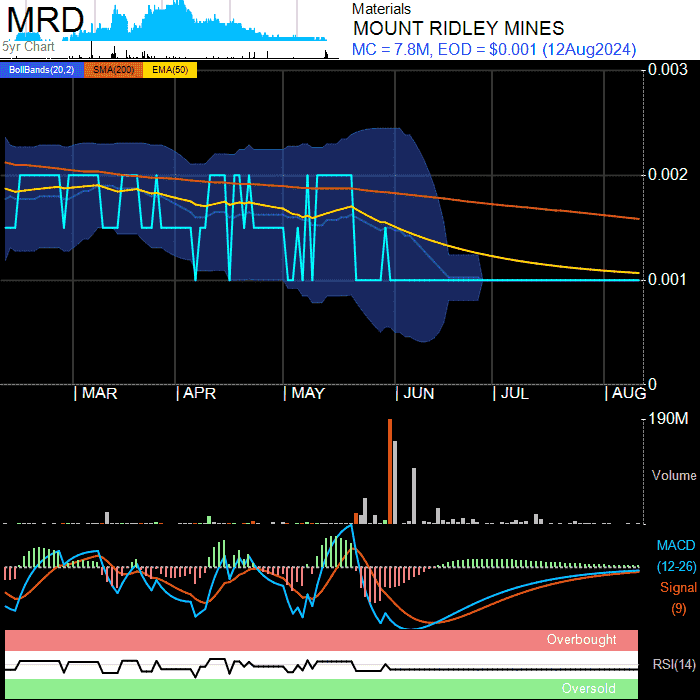 MRD
5yr Chart
Materials
MOUNT RIDLEY MINES
MC = 7.8M, EOD = $0.001 (12Aug2024)
BollBands(20,2) SMA(200) EMA(50)
0.003
0.002
0.001
0
| MAR | APR | MAY | JUN | JUL | AUG
190M
Volume
MACD
(12-26)
Signal
(9)
Overbought
RSI(14)
Oversold